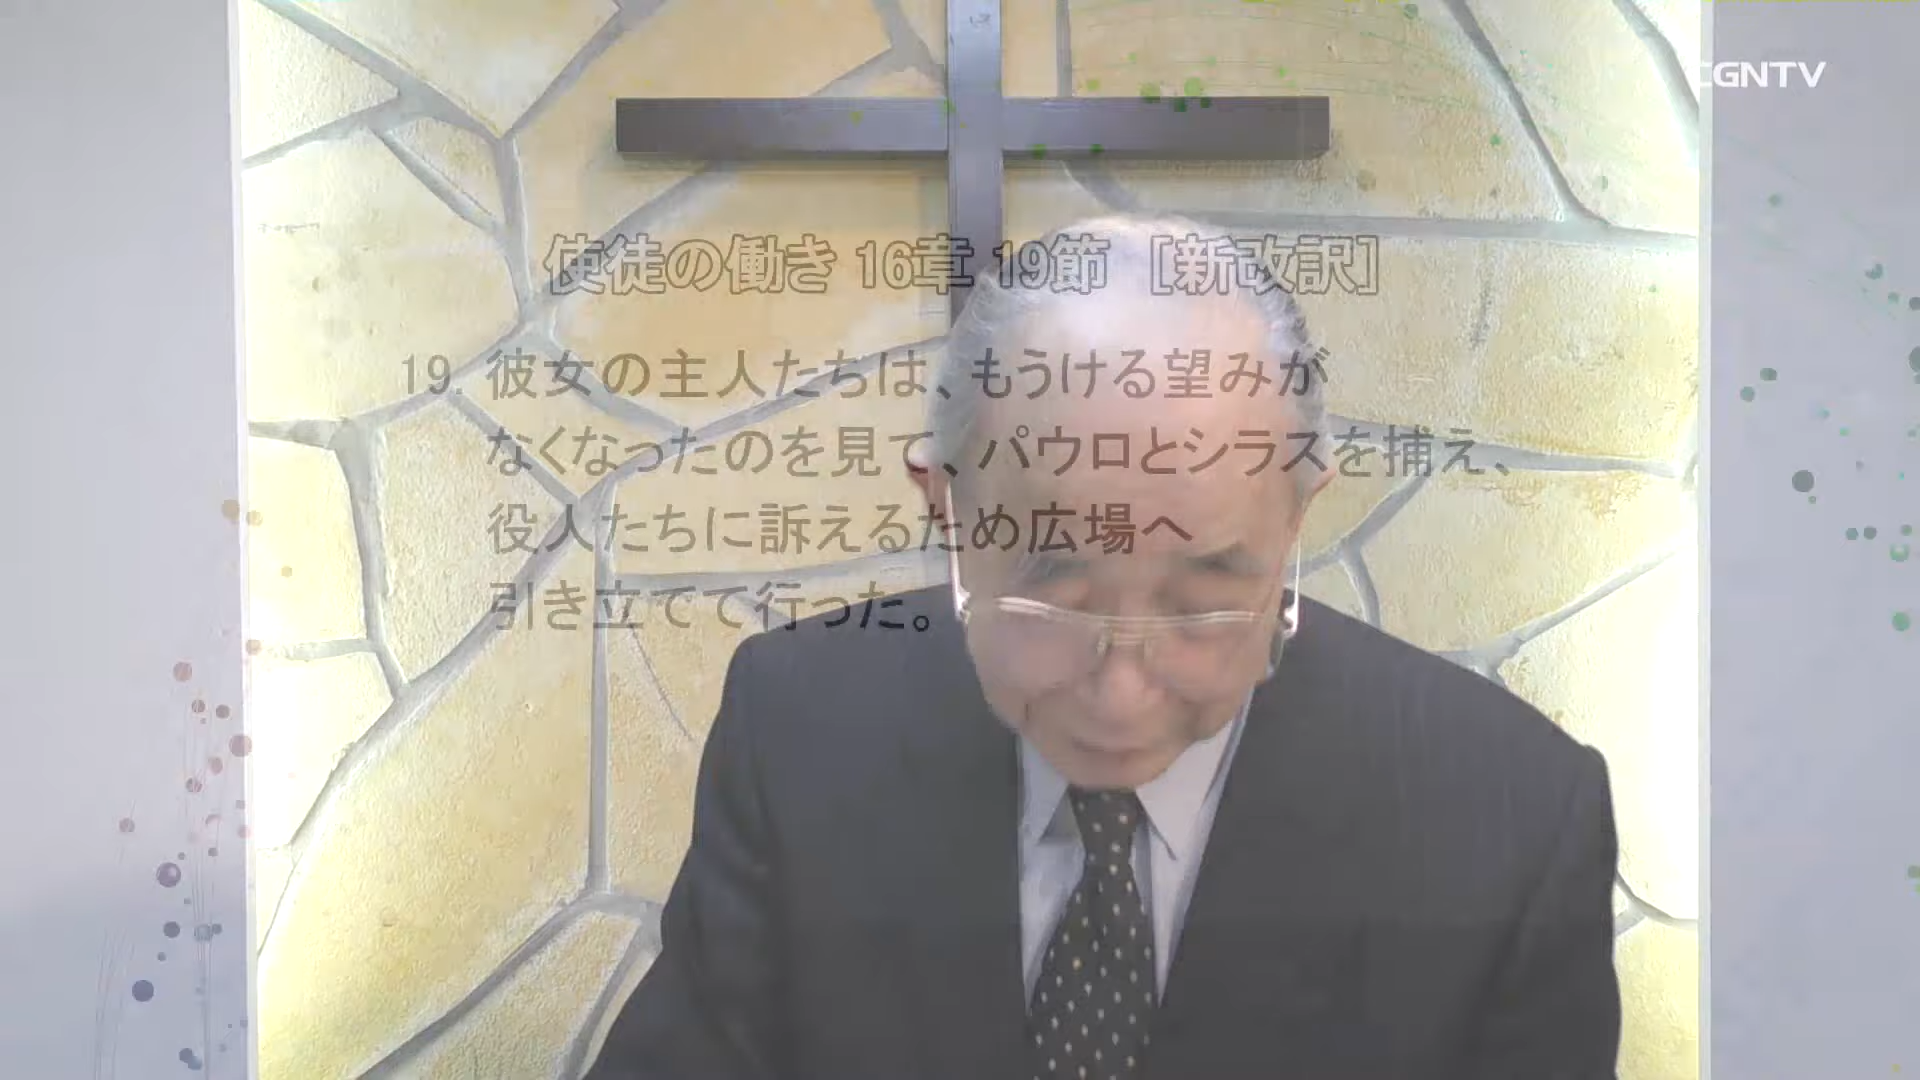 CGNTV
使徒の働き 16章 19節 ［新改訳］
19. 彼女の主人たちは、もうける望みが
なくなったのを見て、パウロとシラスを捕え、
役人たちに訴えるため広場へ
引き立てて行った。